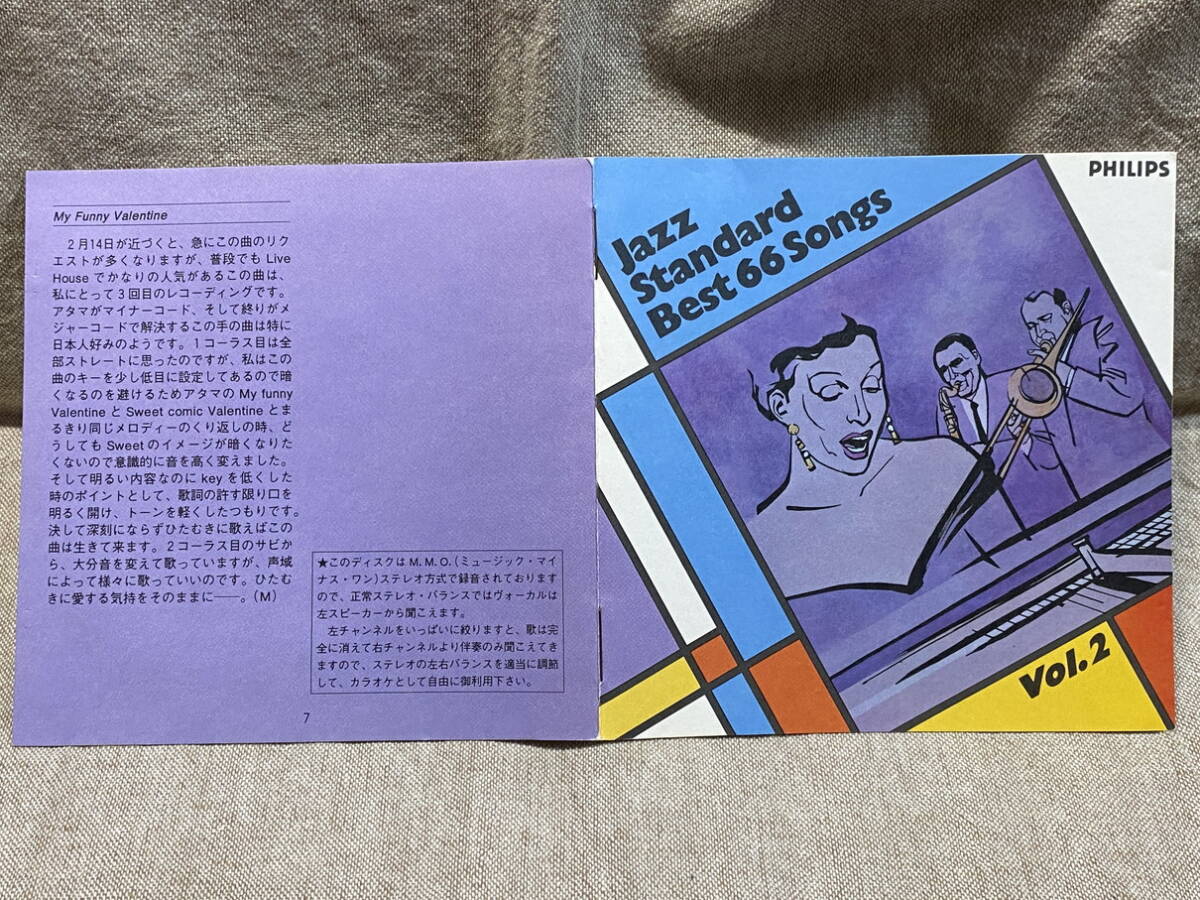 My Funny Valentine
2月14日が近づくと、急にこの曲のリク
エストが多くなりますが、普段でも Live
House でかなりの人気があるこの曲は、
私にとって3回目のレコーディングです。
アタマがマイナーコード、そして終りがメ
ジャーコードで解決するこの手の曲は特に
日本人好みのようです。1コーラス目は全
部ストレートに思ったのですが、私はこの
曲のキーを少し低目に設定してあるので暗
くなるのを避けるためアタマの My funny
Valentine と Sweet comic Valentine とま
るきり同じメロディーのくり返しの時、ど
うしても Sweet のイメージが暗くなりた
くないので意識的に音を高く変えました。
そして明るい内容なのに key を低くした
時のポイントとして、歌詞の許す限り口を
明るく開け、トーンを軽くしたつもりです。
決して深刻にならずひたむきに歌えばこの
曲は生きて来ます。2コーラス目のサビか
ら、大分音を変えて歌っていますが、声域
によって様々に歌っていいのです。ひたむ
きに愛する気持をそのままに──。(M)
★このディスクは M.M.O.(ミュージック・マイ
ナス・ワン)ステレオ方式で録音されております
ので、正常ステレオ・バランスではヴォーカルは
左スピーカーから聞こえます。
左チャンネルをいっぱいに絞りますと、歌は完
全に消えて右チャンネルより伴奏のみ聞こえてき
ますので、ステレオの左右バランスを適当に調節
して、カラオケとして自由に御利用下さい。
7
PHILIPS
Jazz
Standard
Best 66 Songs
Vol.2